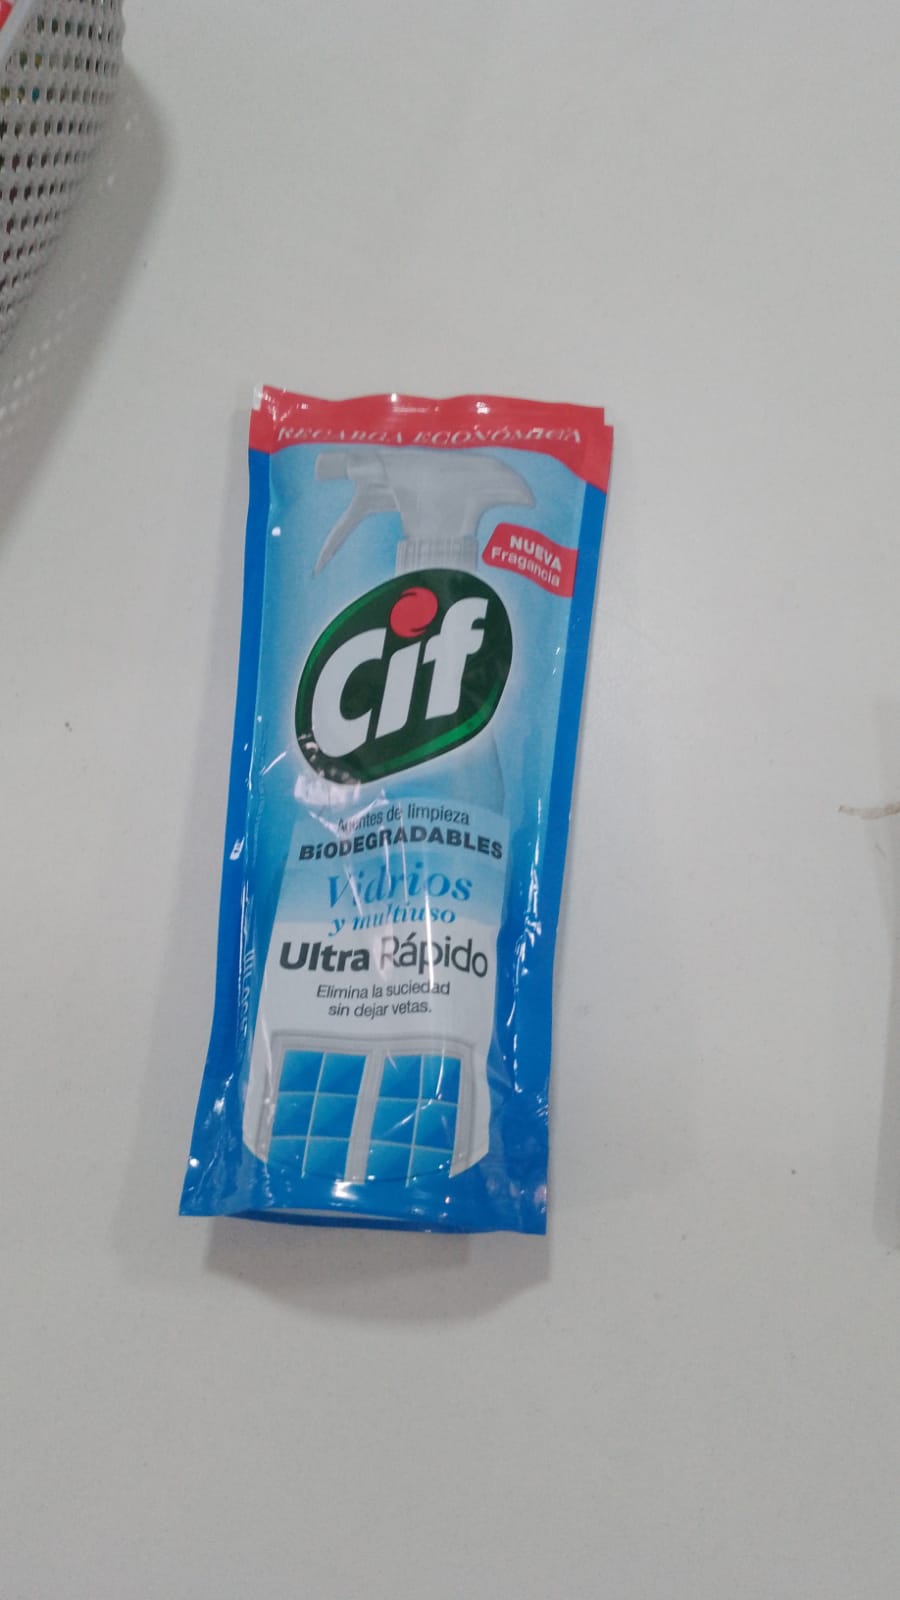 RECARGA ECONÓMICA
NUEVA
Fragancia
Cif
Agentes de limpieza
BiODEGRADABLES
Vidrios
y multiuso
Ultra Rápido
Elimina la suciedad
sin dejar vetas.